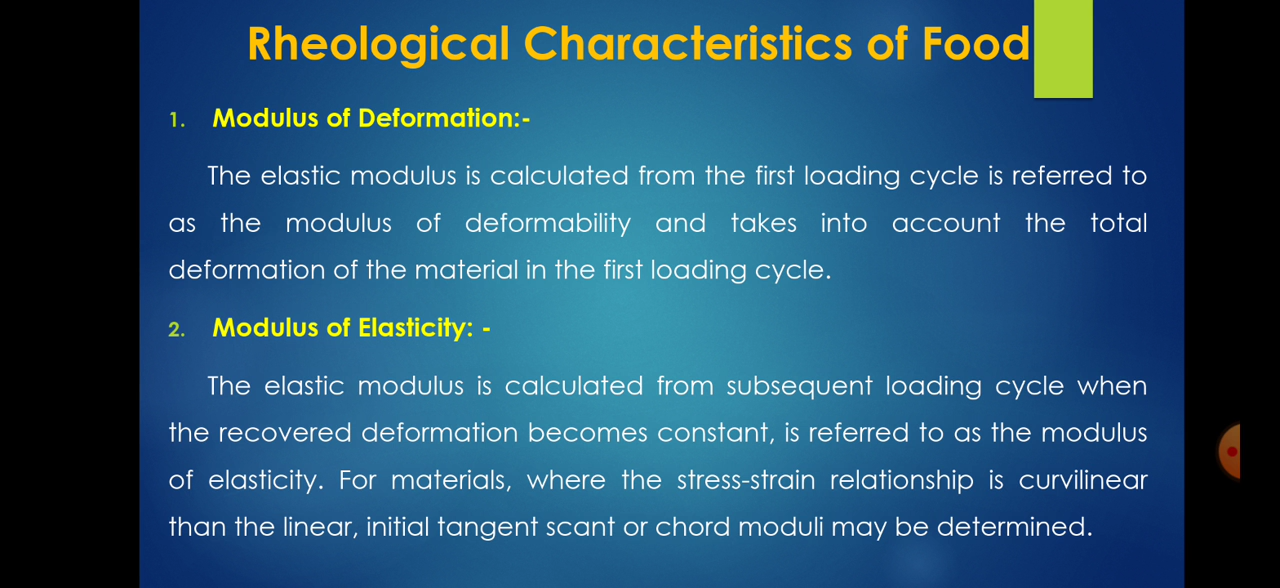 Rheological Characteristics of Food
1. Modulus of Deformation:-
The elastic modulus is calculated from the first loading cycle is referred to
as the modulus of deformability and takes into account the total
deformation of the material in the first loading cycle.
2. Modulus of Elasticity: -
The elastic modulus is calculated from subsequent loading cycle when
the recovered deformation becomes constant, is referred to as the modulus
of elasticity. For materials, where the stress-strain relationship is curvilinear
than the linear, initial tangent scant or chord moduli may be determined.